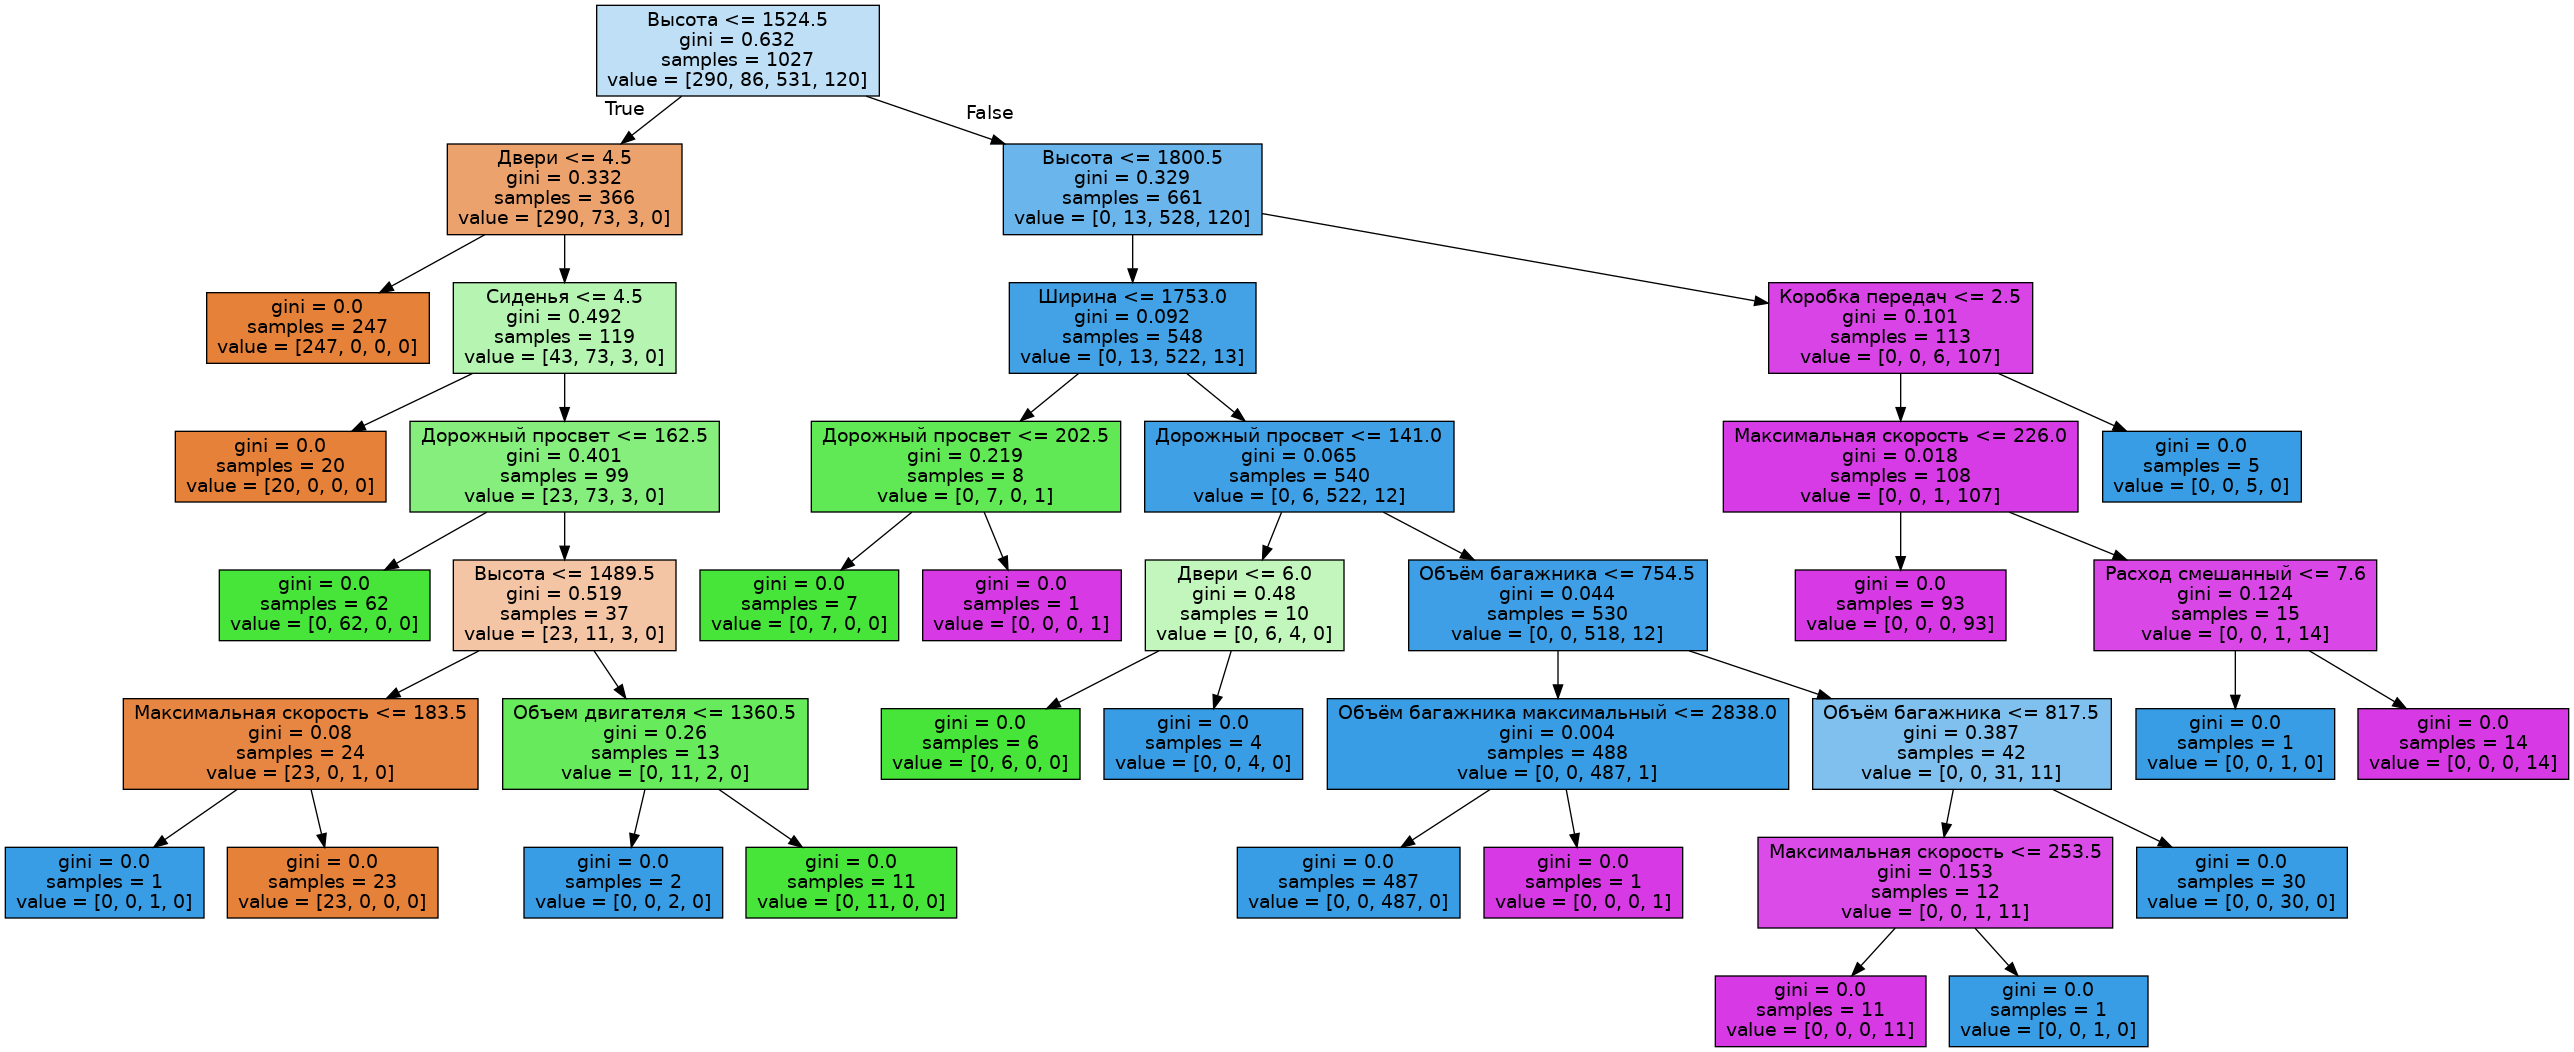 Высота <= 1524.5
gini = 0.632
samples = 1027
value = [290, 86, 531, 120]
True
False
Двери <= 4.5
gini = 0.332
samples = 366
value = [290, 73, 3, 0]
Высота <= 1800.5
gini = 0.329
samples = 661
value = [0, 13, 528, 120]
gini = 0.0
samples = 247
value = [247, 0, 0, 0]
Сиденья <= 4.5
gini = 0.492
samples = 119
value = [43, 73, 3, 0]
Ширина <= 1753.0
gini = 0.092
samples = 548
value = [0, 13, 522, 13]
Коробка передач <= 2.5
gini = 0.101
samples = 113
value = [0, 0, 6, 107]
gini = 0.0
samples = 20
value = [20, 0, 0, 0]
Дорожный просвет <= 162.5
gini = 0.401
samples = 99
value = [23, 73, 3, 0]
Дорожный просвет <= 202.5
gini = 0.219
samples = 8
value = [0, 7, 0, 1]
Дорожный просвет <= 141.0
gini = 0.065
samples = 540
value = [0, 6, 522, 12]
Максимальная скорость <= 226.0
gini = 0.018
samples = 108
value = [0, 0, 1, 107]
gini = 0.0
samples = 5
value = [0, 0, 5, 0]
gini = 0.0
samples = 62
value = [0, 62, 0, 0]
Высота <= 1489.5
gini = 0.519
samples = 37
value = [23, 11, 3, 0]
gini = 0.0
samples = 7
value = [0, 7, 0, 0]
gini = 0.0
samples = 1
value = [0, 0, 0, 1]
Двери <= 6.0
gini = 0.48
samples = 10
value = [0, 6, 4, 0]
Объём багажника <= 754.5
gini = 0.044
samples = 530
value = [0, 0, 518, 12]
gini = 0.0
samples = 93
value = [0, 0, 0, 93]
Расход смешанный <= 7.6
gini = 0.124
samples = 15
value = [0, 0, 1, 14]
Максимальная скорость <= 183.5
gini = 0.08
samples = 24
value = [23, 0, 1, 0]
Объем двигателя <= 1360.5
gini = 0.26
samples = 13
value = [0, 11, 2, 0]
gini = 0.0
samples = 6
value = [0, 6, 0, 0]
gini = 0.0
samples = 4
value = [0, 0, 4, 0]
Объём багажника максимальный <= 2838.0
gini = 0.004
samples = 488
value = [0, 0, 487, 1]
Объём багажника <= 817.5
gini = 0.387
samples = 42
value = [0, 0, 31, 11]
gini = 0.0
samples = 1
value = [0, 0, 1, 0]
gini = 0.0
samples = 14
value = [0, 0, 0, 14]
gini = 0.0
samples = 1
value = [0, 0, 1, 0]
gini = 0.0
samples = 23
value = [23, 0, 0, 0]
gini = 0.0
samples = 2
value = [0, 0, 2, 0]
gini = 0.0
samples = 11
value = [0, 11, 0, 0]
gini = 0.0
samples = 487
value = [0, 0, 487, 0]
gini = 0.0
samples = 1
value = [0, 0, 0, 1]
Максимальная скорость <= 253.5
gini = 0.153
samples = 12
value = [0, 0, 1, 11]
gini = 0.0
samples = 30
value = [0, 0, 30, 0]
gini = 0.0
samples = 11
value = [0, 0, 0, 11]
gini = 0.0
samples = 1
value = [0, 0, 1, 0]